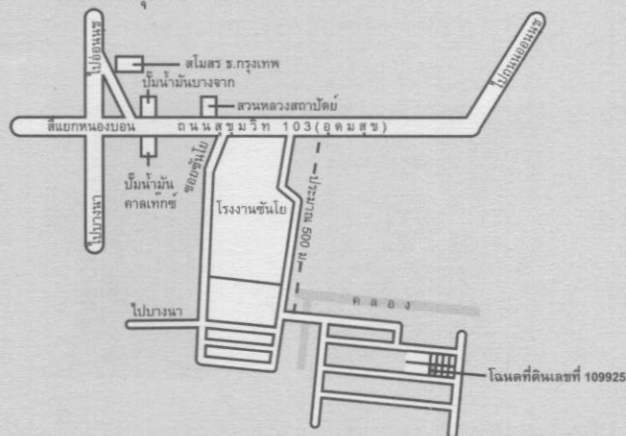 ไปอ่อนนุช
สโมสร ธ.กรุงเทพ
ปั๊มน้ำมันบางจาก
สวนหลวงสถาปัตย์
ไปถนนอ่อนนุช
สี่แยกหนองบอน
ถนนสุขุมวิท 103(อุดมสุข)
ปั๊มน้ำมัน
คาลเท็กซ์
ซอยซันโย
ไปบางนา
โรงงานซันโย
ประมาณ 500 ม.
คลอง
ไปบางนา
โฉนดที่ดินเลขที่ 109925